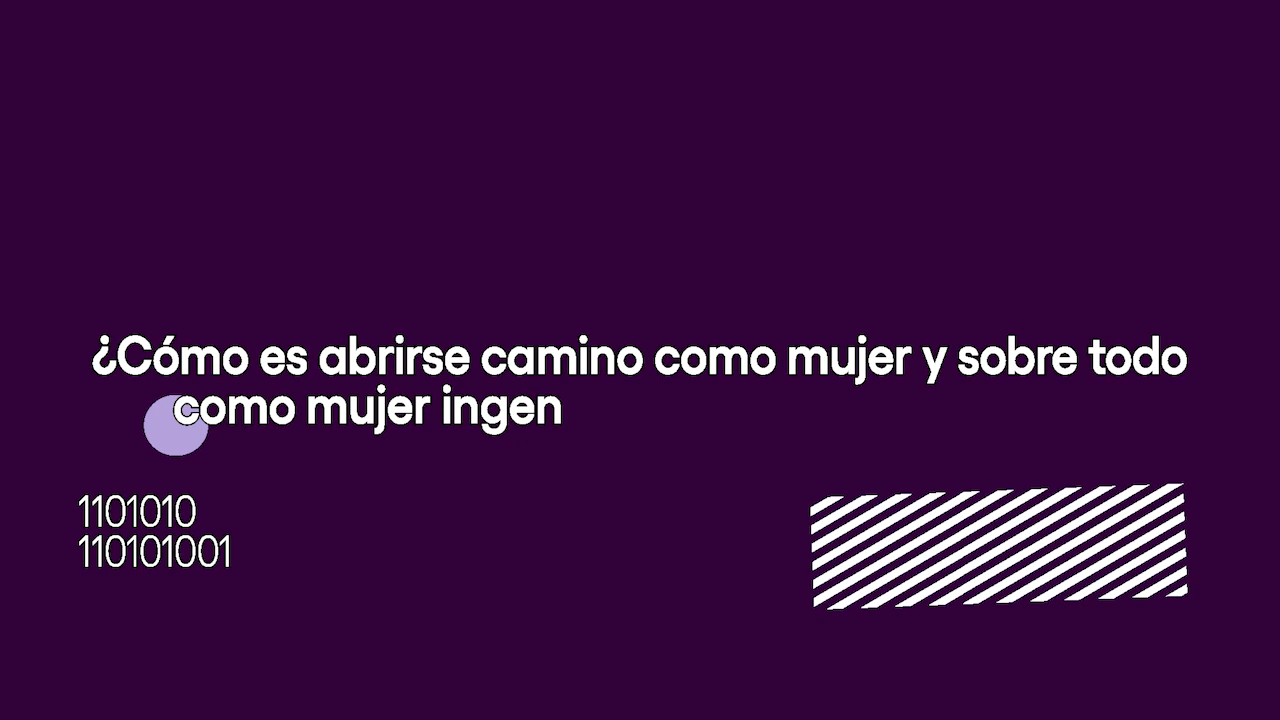 ¿Cómo es abrirse camino como mujer y sobre todo
como mujer ingen
1101010
110101001